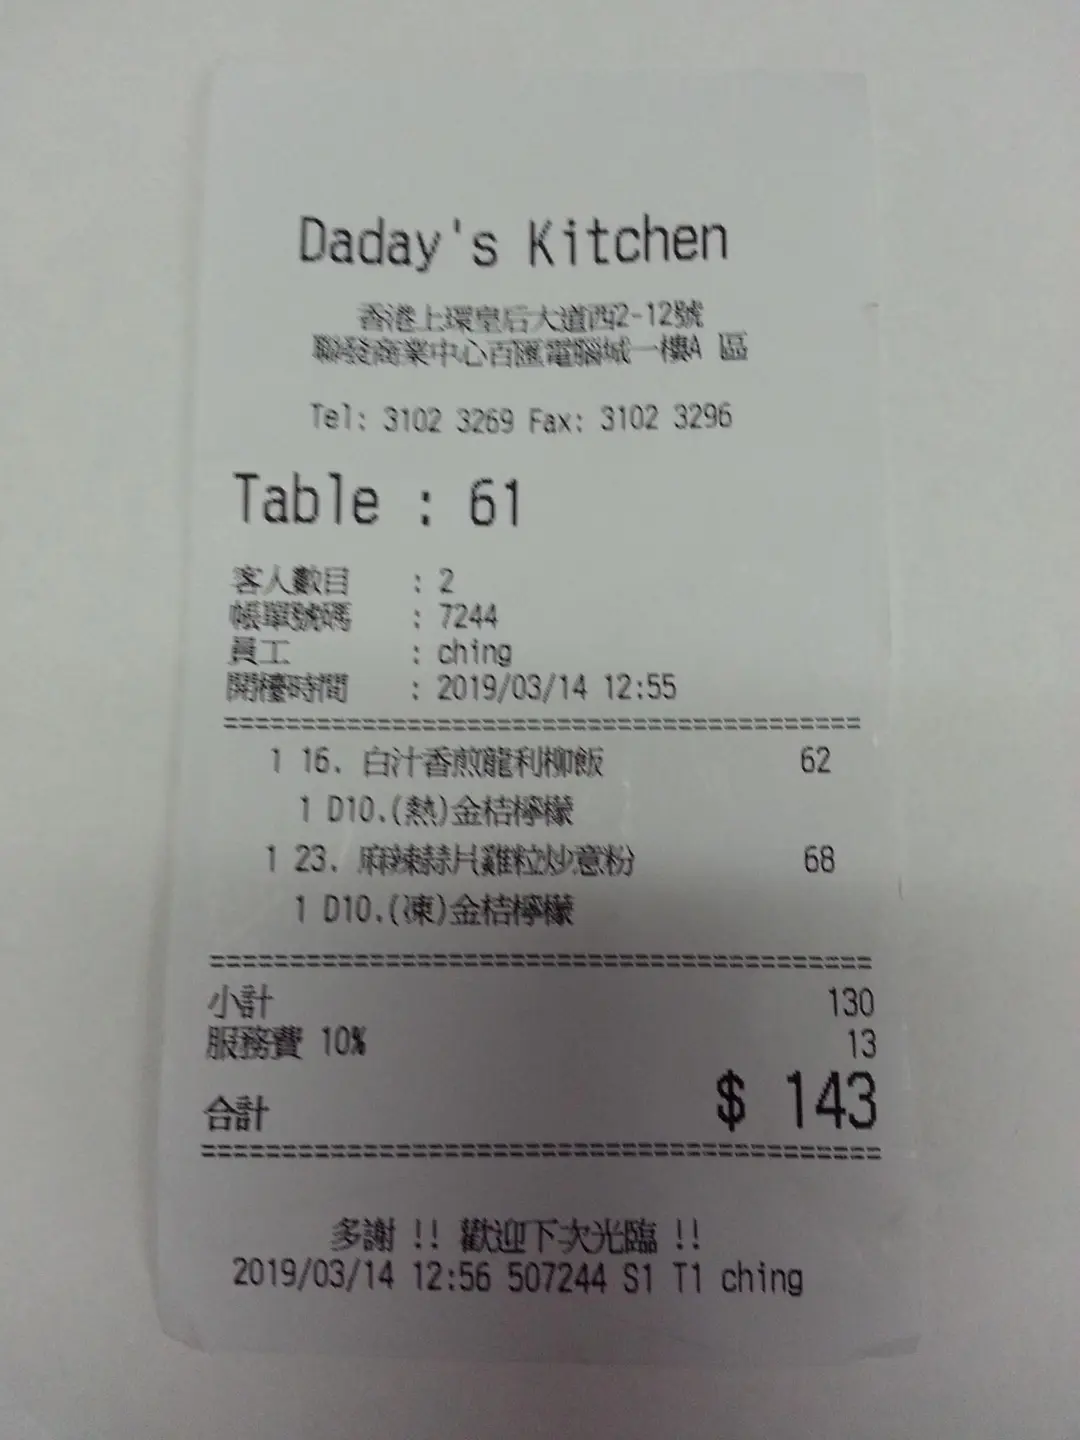 Daday's Kitchen
香港上環皇后大道西2-12號
聯發商業中心百匯電腦城一樓A 區
Tel: 3102 3269 Fax: 3102 3296
Table : 61
客人數目 : 2
帳單號碼 : 7244
員工 : ching
開檯時間 : 2019/03/14 12:55
========================================
1 16. 白汁香煎龍利柳飯 62
1 D10.(熱)金桔檸檬
1 23. 麻辣蒜片雞粒炒意粉 68
1 D10.(凍)金桔檸檬
========================================
小計 130
服務費 10% 13
合計 $ 143
========================================
多謝 !! 歡迎下次光臨 !!
2019/03/14 12:56 507244 S1 T1 ching